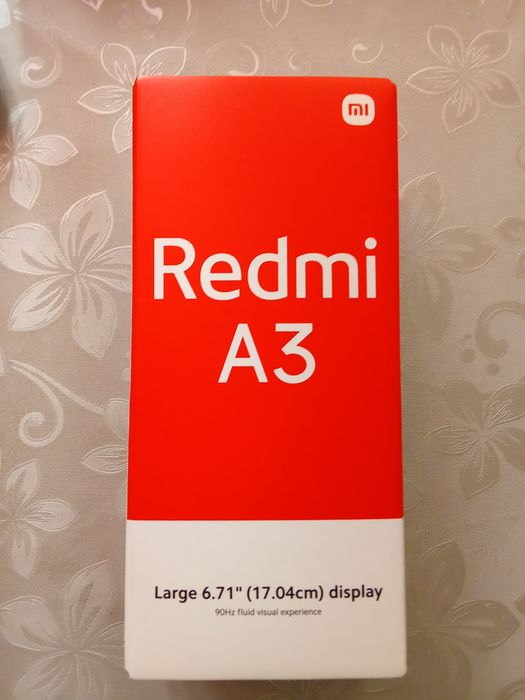 mi
Redmi
A3
Large 6.71" (17.04cm) display
90Hz fluid visual experience